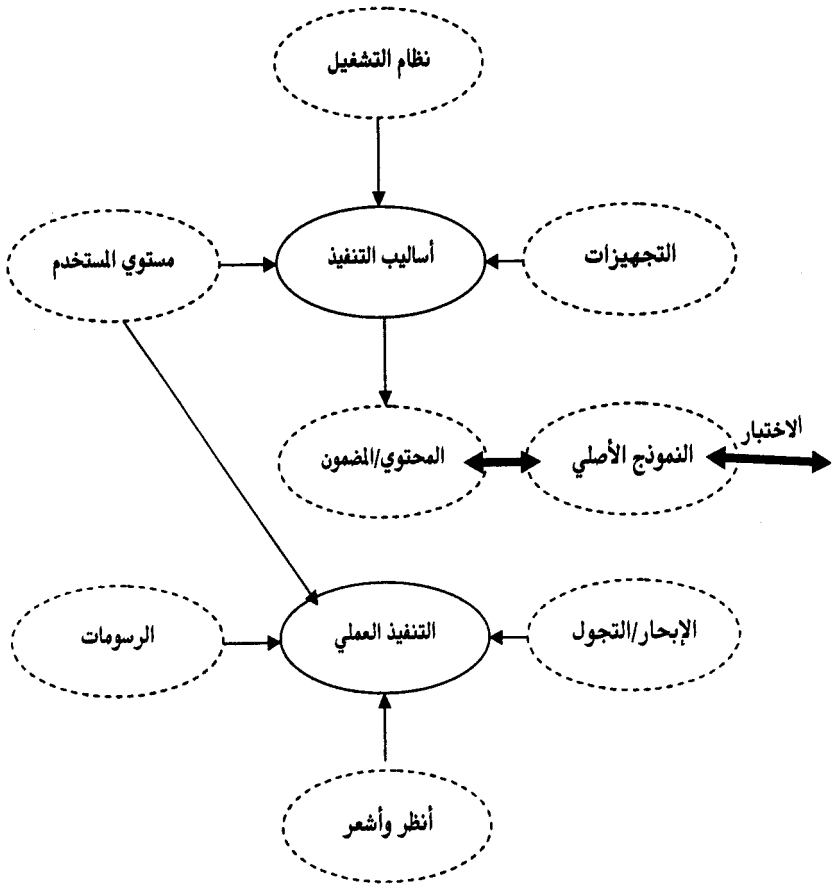 نظام التشغيل
مستوي المستخدم
أساليب التنفيذ
التجهيزات
المحتوي/المضمون
النموذج الأصلي
الاختبار
الرسومات
التنفيذ العملي
الإبحار/التجول
أنظر وأشعر